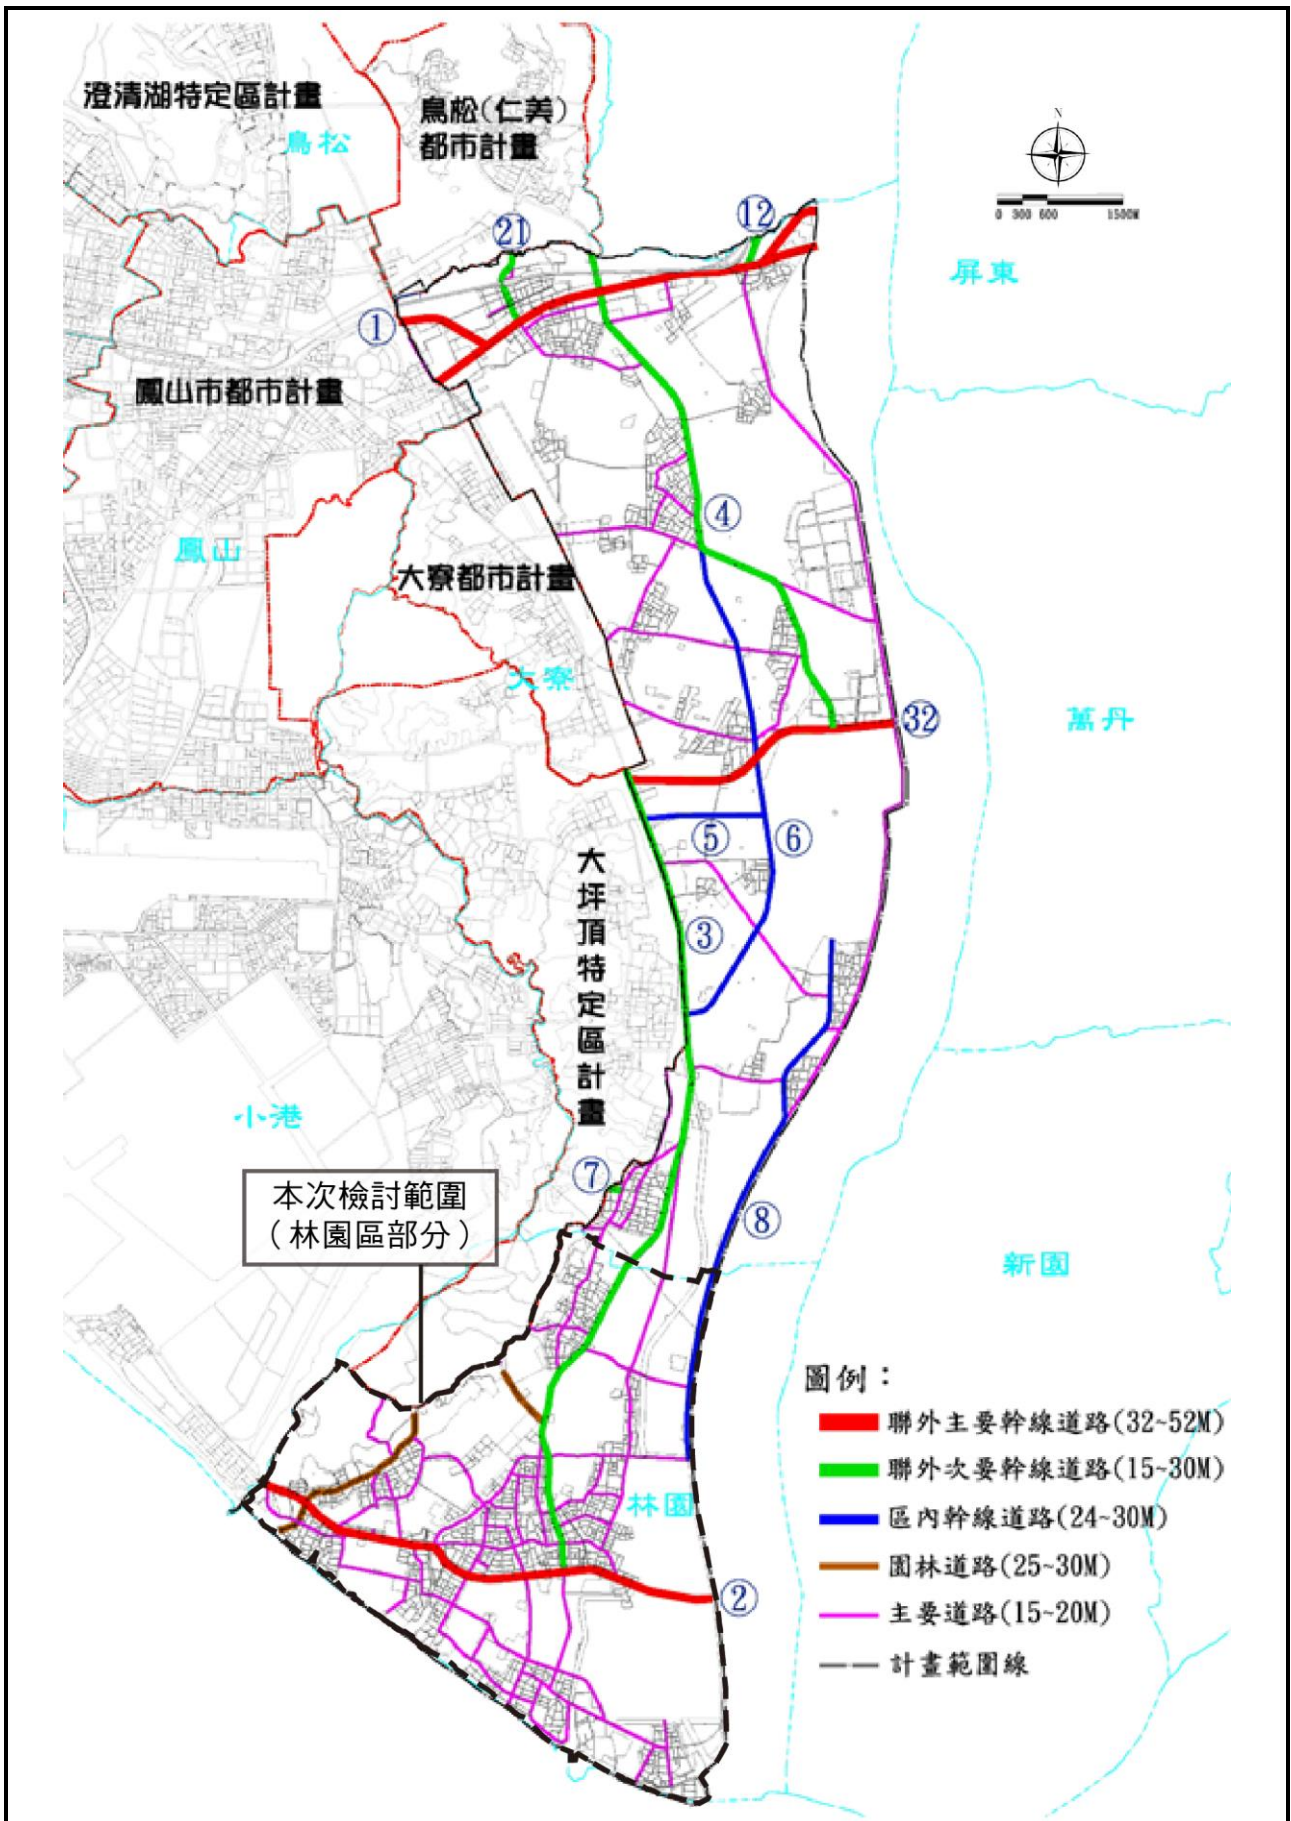 澄清湖特定區計畫
鳥松(仁美)
都市計畫
鳥松
N
0 300 600 1500M
21
12
屏東
1
鳳山市都市計畫
4
鳳山
大寮都市計畫
大寮
32
萬丹
5
6
大坪頂特定區計畫
3
小港
7
本次檢討範圍
（林園區部分）
8
新園
林園
2
圖例：
聯外主要幹線道路(32~52M)
聯外次要幹線道路(15~30M)
區內幹線道路(24~30M)
園林道路(25~30M)
主要道路(15~20M)
計畫範圍線